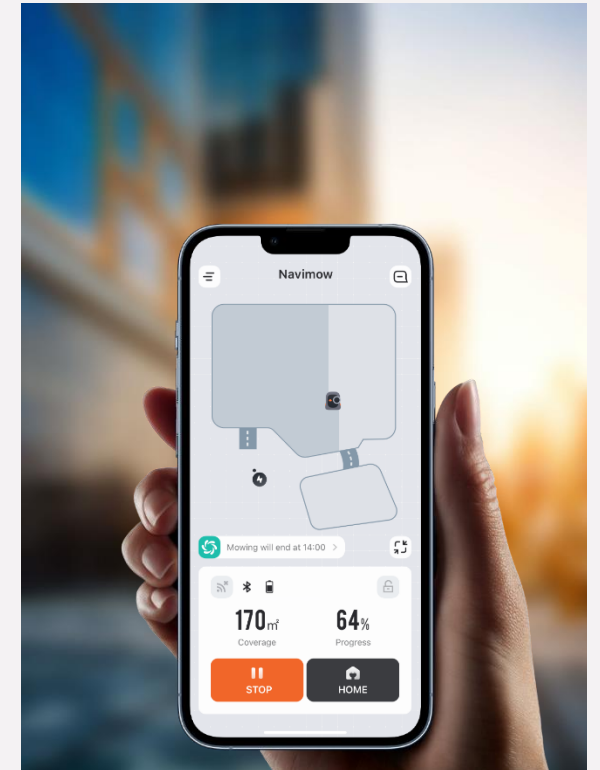 Navimow
Mowing will end at 14:00
170㎡ 64%
Coverage Progress
STOP HOME